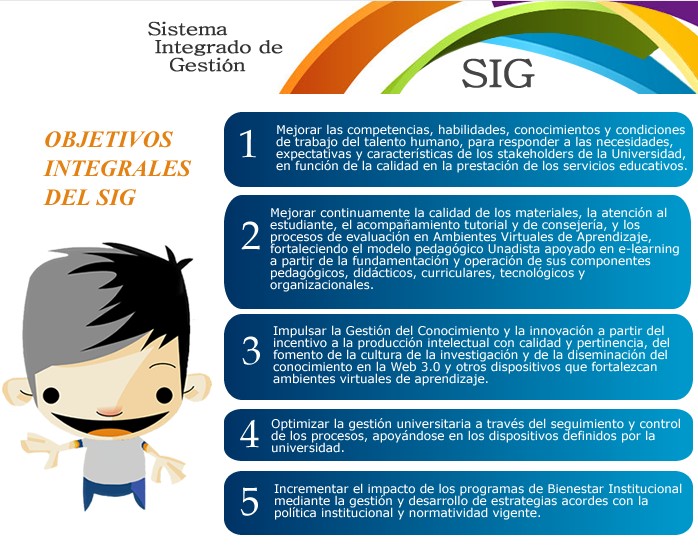 Sistema
Integrado de
Gestión
SIG
OBJETIVOS
INTEGRALES
DEL SIG
1
Mejorar las competencias, habilidades, conocimientos y condiciones
de trabajo del talento humano, para responder a las necesidades,
expectativas y características de los stakeholders de la Universidad,
en función de la calidad en la prestación de los servicios educativos.
2
Mejorar continuamente la calidad de los materiales, la atención al
estudiante, el acompañamiento tutorial y de consejería, y los
procesos de evaluación en Ambientes Virtuales de Aprendizaje,
fortaleciendo el modelo pedagógico Unadista apoyado en e-learning
a partir de la fundamentación y operación de sus componentes
pedagógicos, didácticos, curriculares, tecnológicos y
organizacionales.
3
Impulsar la Gestión del Conocimiento y la innovación a partir del
incentivo a la producción intelectual con calidad y pertinencia, del
fomento de la cultura de la investigación y de la diseminación del
conocimiento en la Web 3.0 y otros dispositivos que fortalezcan
ambientes virtuales de aprendizaje.
4
Optimizar la gestión universitaria a través del seguimiento y control
de los procesos, apoyándose en los dispositivos definidos por la
universidad.
5
Incrementar el impacto de los programas de Bienestar Institucional
mediante la gestión y desarrollo de estrategias acordes con la
política institucional y normatividad vigente.